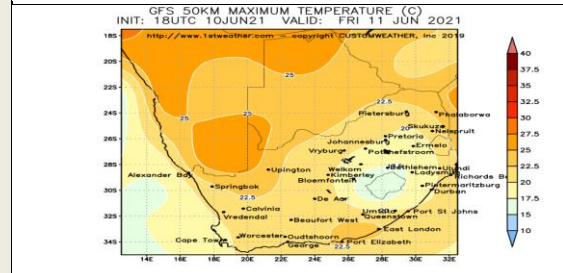 GFS 50KM MAXIMUM TEMPERATURE (C)
INIT: 18UTC 10JUN21 VALID: FRI 11 JUN 2021
http://www.1stweather.com – copyright CUSTOMWEATHER, Inc 2019
18S
20S
22S
24S
26S
28S
30S
32S
34S
25
25
25
22.5
20
22.5
20
22.5
Pietersburg
Phalaborwa
Skukuza
Nelspruit
Pretoria
Johannesburg
Ermelo
Potchefstroom
Vryburg
Welkom
Bethlehem
Ulundi
Ladysmith
Kimberley
Richards B
Bloemfontein
Upington
Alexander Bay
Springbok
Pietermaritzburg
Durban
De Aar
Calvinia
Vredendal
Umtata
Port St Johns
Queenstown
Beaufort West
East London
Worcester
Oudtshoorn
Cape Town
George
Port Elizabeth
14E
16E
18E
20E
22E
24E
26E
28E
30E
32E
40
37.5
35
32.5
30
27.5
25
22.5
20
17.5
15
10